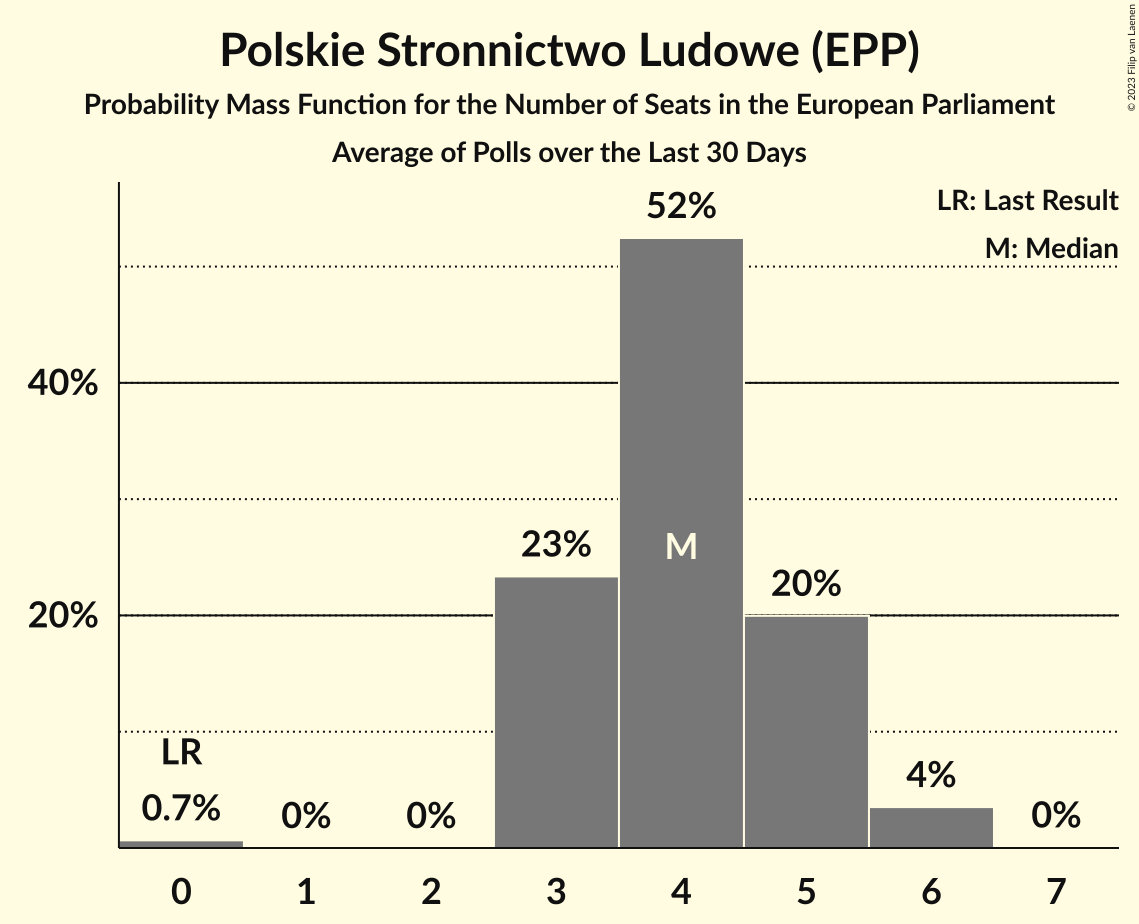 Polskie Stronnictwo Ludowe (EPP)
Probability Mass Function for the Number of Seats in the European Parliament
Average of Polls over the Last 30 Days
© 2023 Filip van Laenen
LR: Last Result
M: Median
52%
40%
23%
M
20%
20%
LR
0.7%
0%
0%
4%
0%
0
1
2
3
4
5
6
7